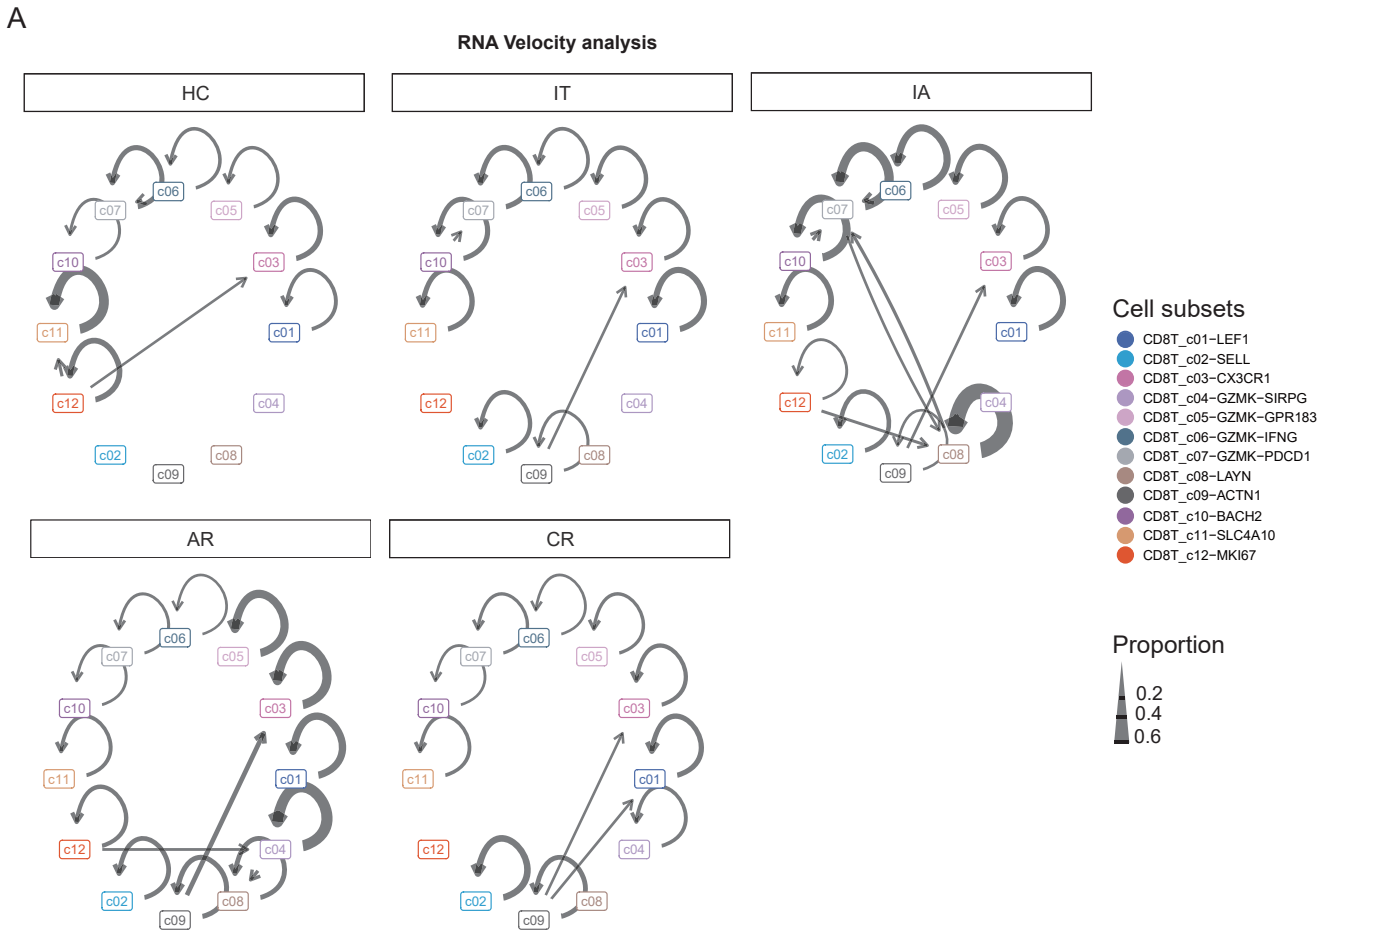 A
RNA Velocity analysis
HC
IT
IA
c06
c07
c05
c10
c03
c11
c01
c12
c04
c02
c08
c09
c06
c07
c05
c10
c03
c11
c01
c12
c04
c02
c08
c09
c06
c07
c05
c10
c03
c11
c01
c12
c04
c02
c08
c09
Cell subsets
CD8T_c01−LEF1
CD8T_c02−SELL
CD8T_c03−CX3CR1
CD8T_c04−GZMK−SIRPG
CD8T_c05−GZMK−GPR183
CD8T_c06−GZMK−IFNG
CD8T_c07−GZMK−PDCD1
CD8T_c08−LAYN
CD8T_c09−ACTN1
CD8T_c10−BACH2
CD8T_c11−SLC4A10
CD8T_c12−MKI67
AR
CR
c06
c07
c05
c10
c03
c11
c01
c12
c04
c02
c08
c09
c06
c07
c05
c10
c03
c11
c01
c12
c04
c02
c08
c09
Proportion
0.2
0.4
0.6